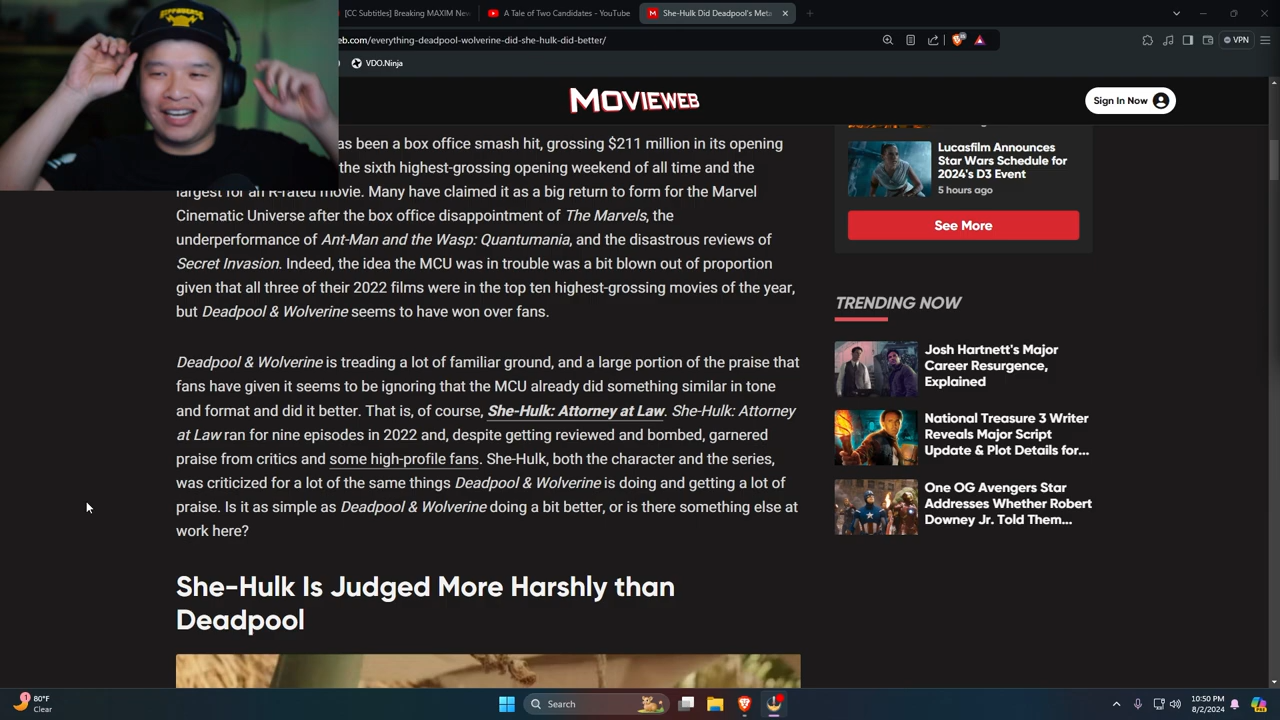 [CC Subtitles] Breaking MAXIM Nev
A Tale of Two Candidates - YouTube
She-Hulk Did Deadpool's Meta
eb.com/everything-deadpool-wolverine-did-she-hulk-did-better/
VPN
VDO.Ninja
MOVIEWEB
Sign In Now
as been a box office smash hit, grossing $211 million in its opening
the sixth highest-grossing opening weekend of all time and the
largest for an R-rated movie. Many have claimed it as a big return to form for the Marvel
Cinematic Universe after the box office disappointment of The Marvels, the
underperformance of Ant-Man and the Wasp: Quantumania, and the disastrous reviews of
Secret Invasion. Indeed, the idea the MCU was in trouble was a bit blown out of proportion
given that all three of their 2022 films were in the top ten highest-grossing movies of the year,
but Deadpool & Wolverine seems to have won over fans.
Deadpool & Wolverine is treading a lot of familiar ground, and a large portion of the praise that
fans have given it seems to be ignoring that the MCU already did something similar in tone
and format and did it better. That is, of course, She-Hulk: Attorney at Law. She-Hulk: Attorney
at Law ran for nine episodes in 2022 and, despite getting reviewed and bombed, garnered
praise from critics and some high-profile fans. She-Hulk, both the character and the series,
was criticized for a lot of the same things Deadpool & Wolverine is doing and getting a lot of
praise. Is it as simple as Deadpool & Wolverine doing a bit better, or is there something else at
work here?
She-Hulk Is Judged More Harshly than
Deadpool
Lucasfilm Announces
Star Wars Schedule for
2024's D3 Event
5 hours ago
See More
TRENDING NOW
Josh Hartnett's Major
Career Resurgence,
Explained
National Treasure 3 Writer
Reveals Major Script
Update & Plot Details for...
One OG Avengers Star
Addresses Whether Robert
Downey Jr. Told Them...
1
80°F
Clear
Search
10:50 PM
8/2/2024